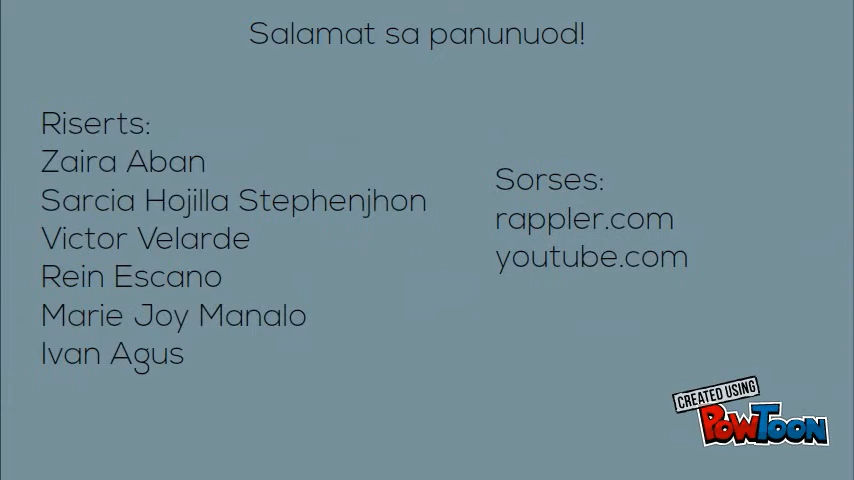 Salamat sa panunuod!
Riserts:
Zaira Aban
Sarcia Hojilla Stephenjhon
Victor Velarde
Rein Escano
Marie Joy Manalo
Ivan Agus
Sorses:
rappler.com
youtube.com
CREATED USING
POWTOON